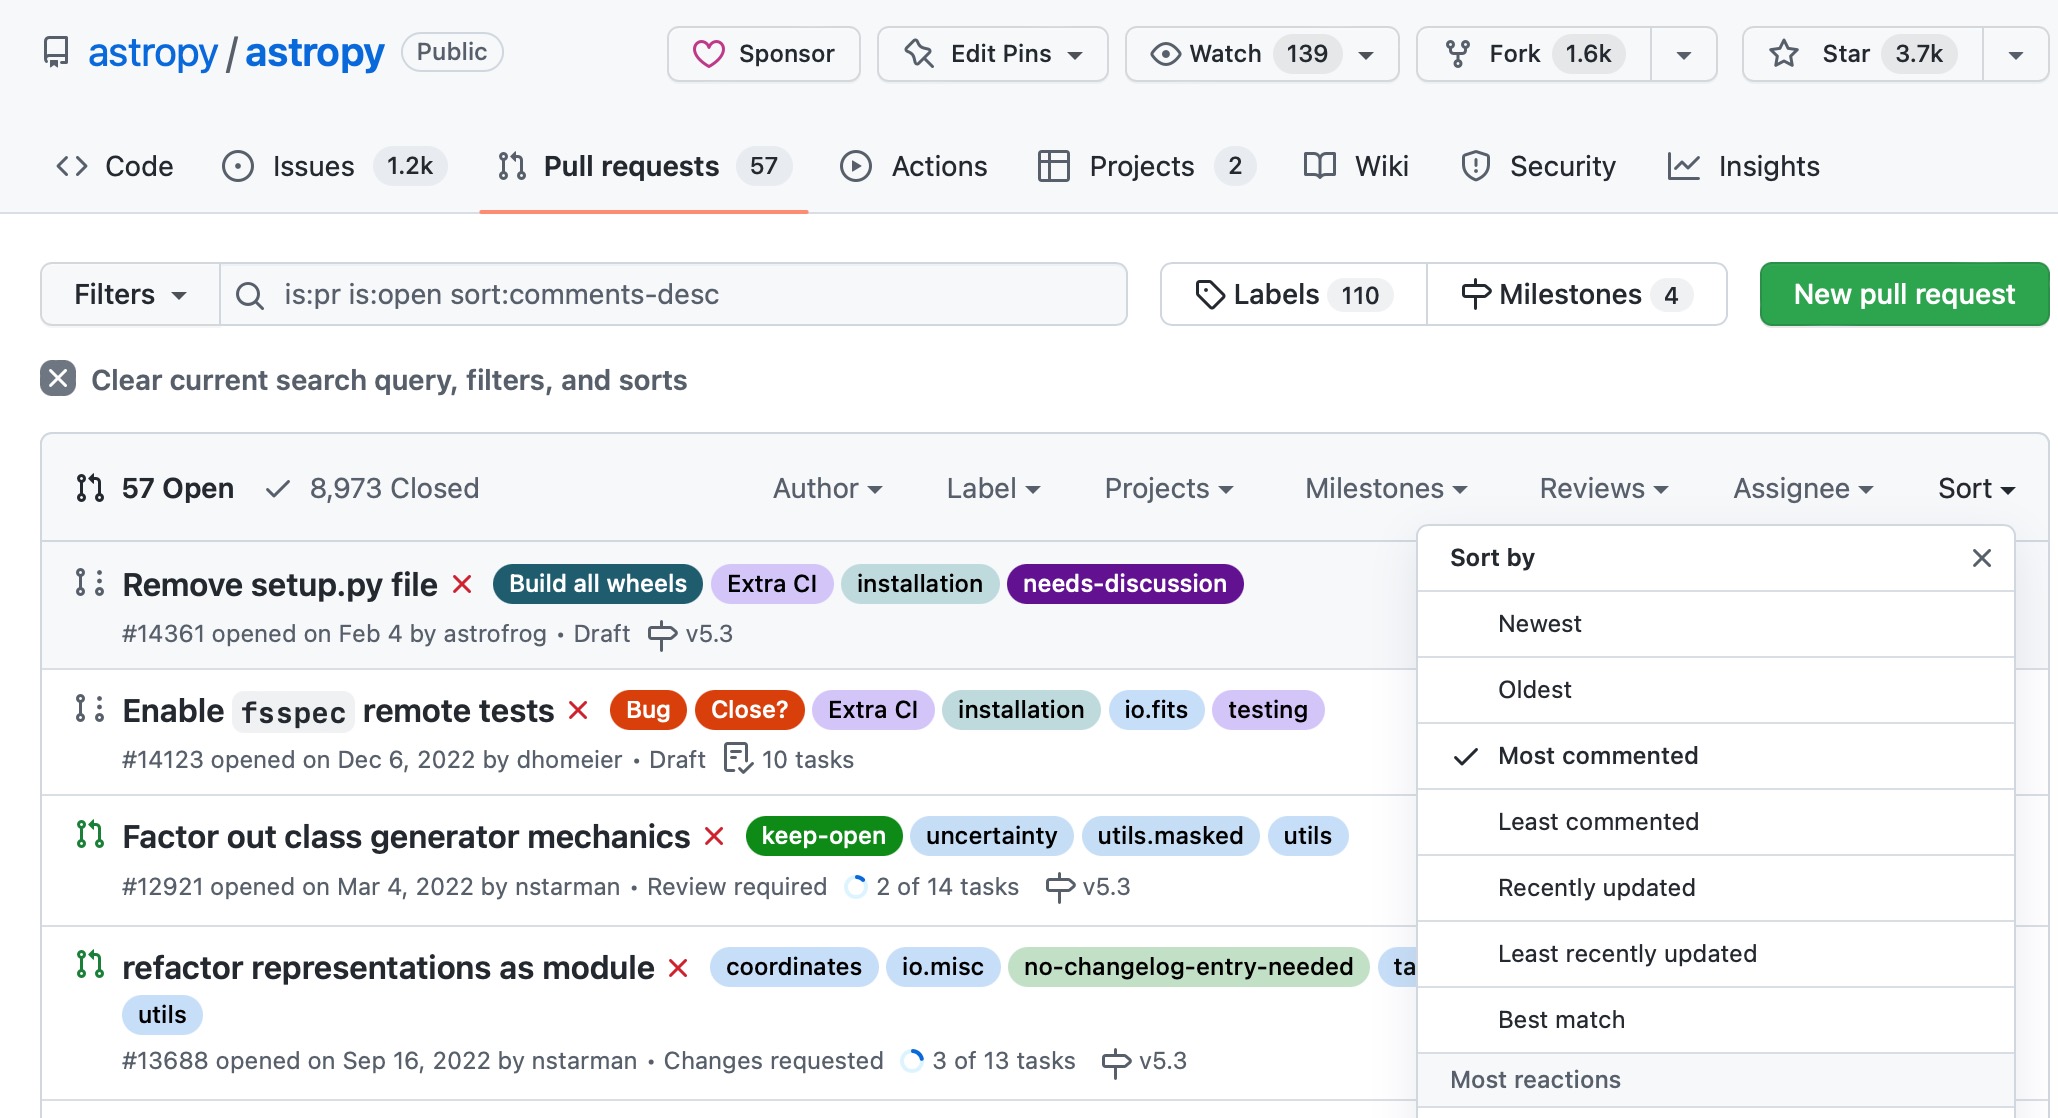 astropy / astropy Public Sponsor Edit Pins Watch 139 Fork 1.6k Star 3.7k
Code Issues 1.2k Pull requests 57 Actions Projects 2 Wiki Security Insights
Filters is:pr is:open sort:comments-desc Labels 110 Milestones 4 New pull request
Clear current search query, filters, and sorts
57 Open 8,973 Closed Author Label Projects Milestones Reviews Assignee Sort
Remove setup.py file Build all wheels Extra CI installation needs-discussion
#14361 opened on Feb 4 by astrofrog • Draft v5.3
Enable fsspec remote tests Bug Close? Extra CI installation io.fits testing
#14123 opened on Dec 6, 2022 by dhomeier • Draft 10 tasks
Factor out class generator mechanics keep-open uncertainty utils.masked utils
#12921 opened on Mar 4, 2022 by nstarman • Review required 2 of 14 tasks v5.3
refactor representations as module coordinates io.misc no-changelog-entry-needed ta
utils
#13688 opened on Sep 16, 2022 by nstarman • Changes requested 3 of 13 tasks v5.3
Sort by
Newest
Oldest
Most commented
Least commented
Recently updated
Least recently updated
Best match
Most reactions